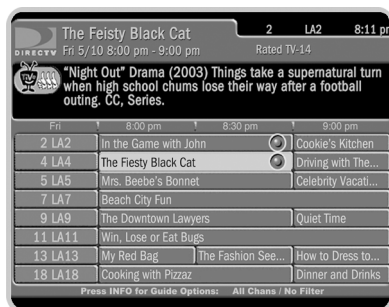 The Feisty Black Cat 2 LA2 8:11 pm
DIRECTV Fri 5/10 8:00 pm - 9:00 pm Rated TV-14
TiVo
"Night Out" Drama (2003) Things take a supernatural turn
when high school chums lose their way after a football
outing. CC, Series.
Fri 8:00 pm 8:30 pm 9:00 pm
2 LA2 In the Game with John Cookie's Kitchen
4 LA4 The Fiesty Black Cat Driving with The...
5 LA5 Mrs. Beebe's Bonnet Celebrity Vacati...
7 LA7 Beach City Fun
9 LA9 The Downtown Lawyers Quiet Time
11 LA11 Win, Lose or Eat Bugs
13 LA13 My Red Bag The Fashion See... How to Dress to...
18 LA18 Cooking with Pizzaz Dinner and Drinks
Press INFO for Guide Options: All Chans / No Filter